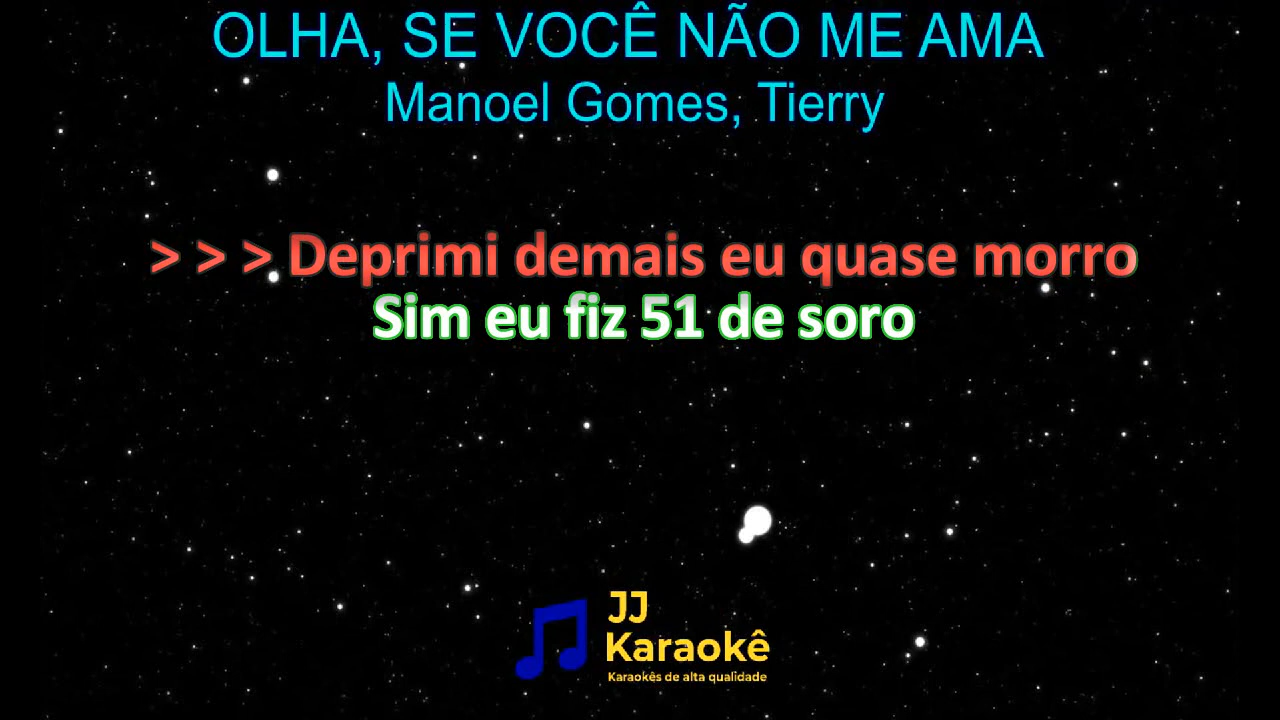 OLHA, SE VOCÊ NÃO ME AMA
Manoel Gomes, Tierry
> > > Deprimi demais eu quase morro
Sim eu fiz 51 de soro
JJ
Karaokê
Karaokês de alta qualidade